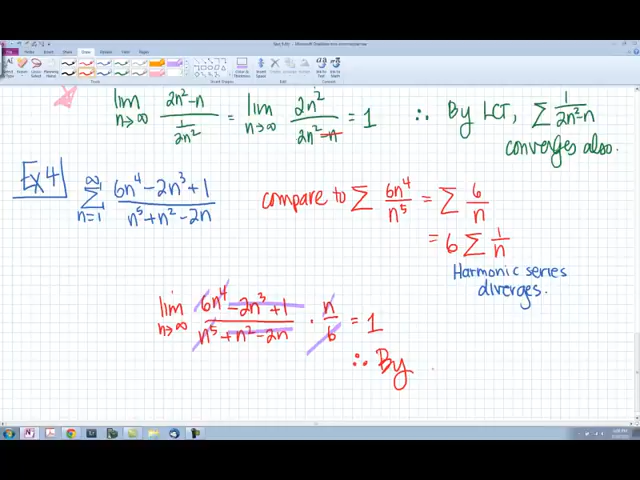 lim n→∞ (2n²-n)/(1/2n²) = lim n→∞ 2n²/(2n²-n) = 1 ∴ By LCT, ∑ 1/(2n²-n)
converges also.
Ex 4 ∑ n=1 ∞ (6n⁴-2n³+1)/(n⁵+n²-2n) compare to ∑ 6n⁴/n⁵ = ∑ 6/n
= 6 ∑ 1/n
Harmonic series
diverges.
lim n→∞ (6n⁴-2n³+1)/(n⁵+n²-2n) · n/6 = 1
∴ By